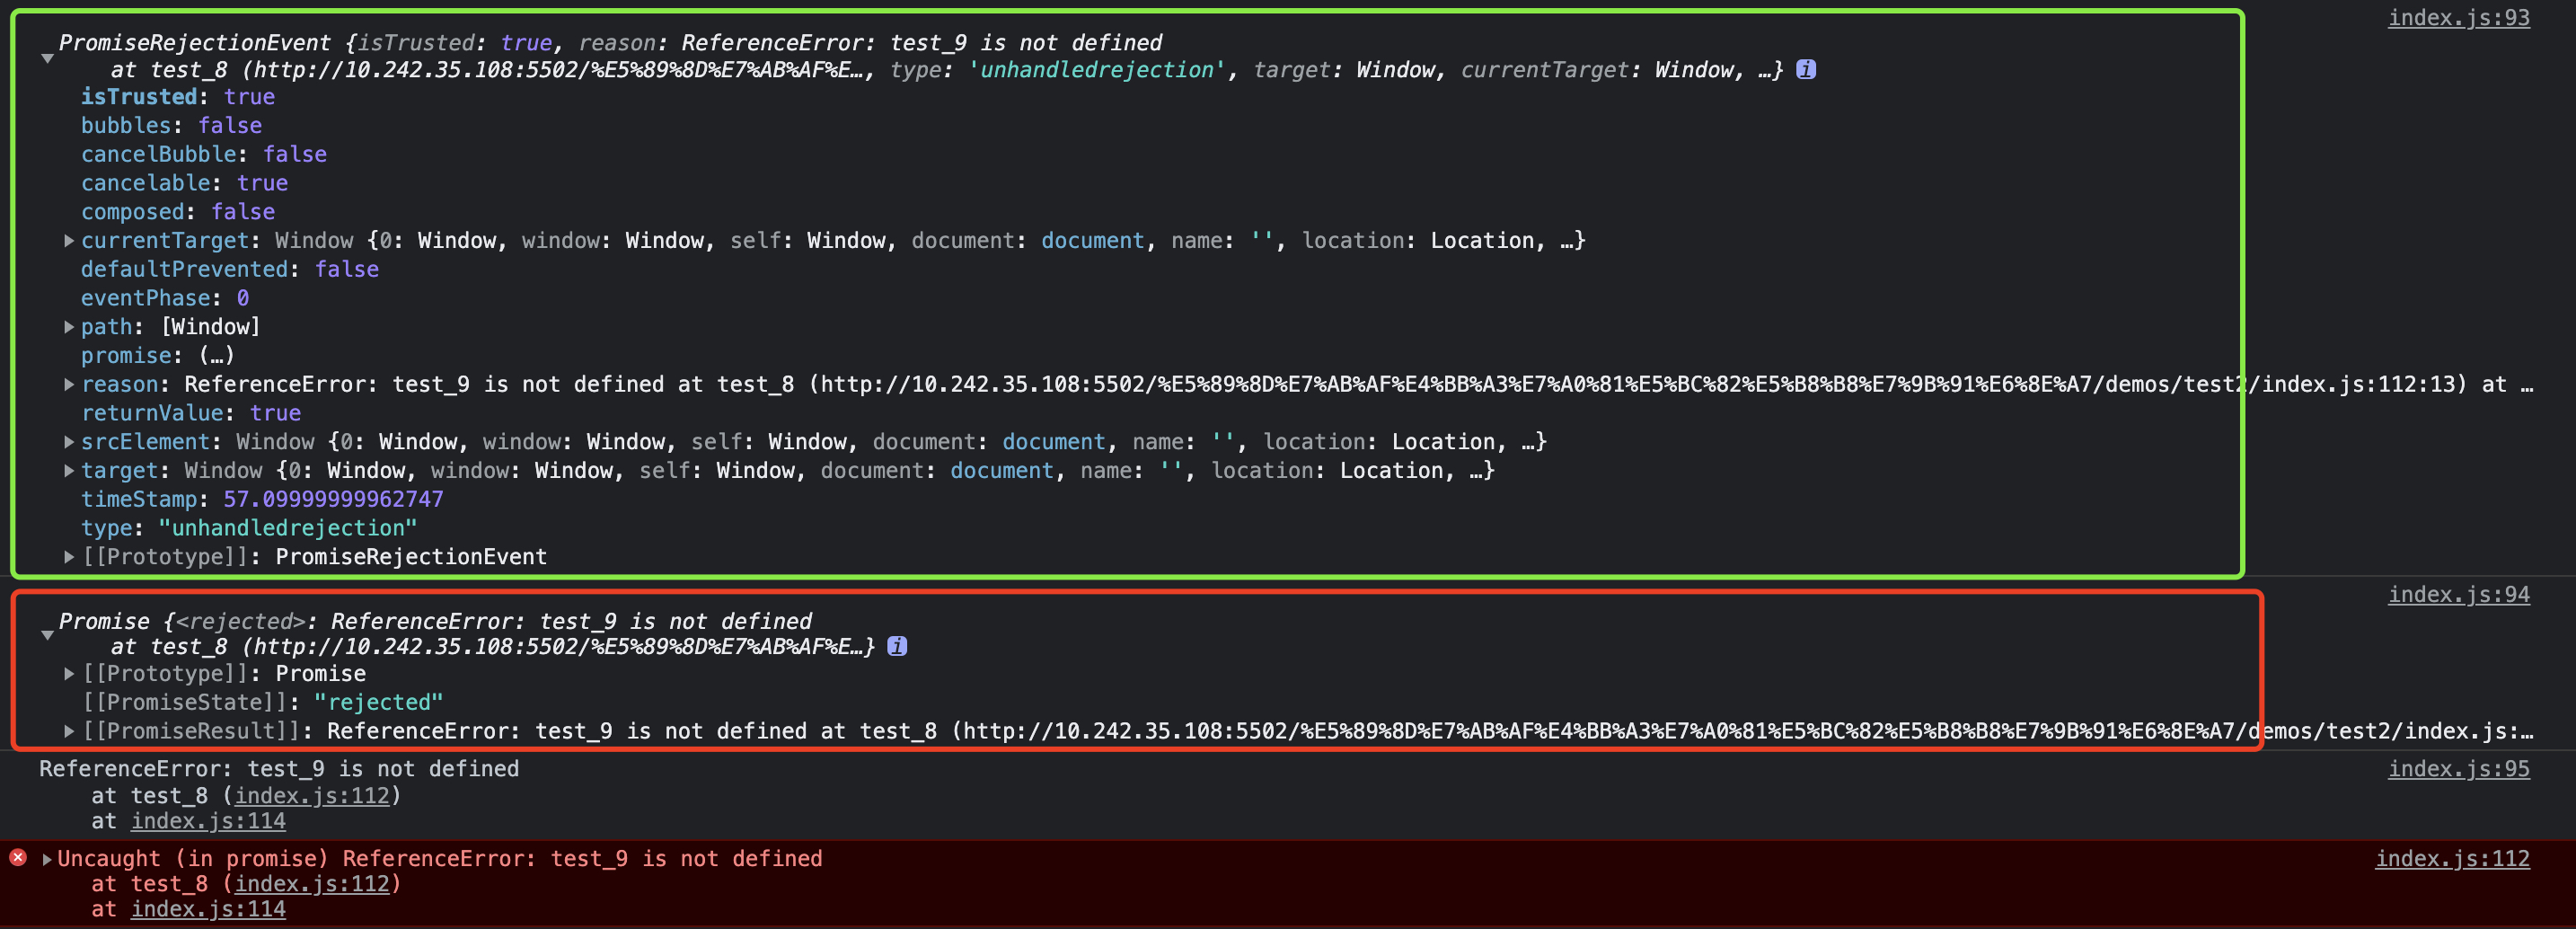 index.js:93
PromiseRejectionEvent {isTrusted: true, reason: ReferenceError: test_9 is not defined
at test_8 (http://10.242.35.108:5502/%E5%89%8D%E7%AB%AF%E…, type: 'unhandledrejection', target: Window, currentTarget: Window, …} i
isTrusted: true
bubbles: false
cancelBubble: false
cancelable: true
composed: false
currentTarget: Window {0: Window, window: Window, self: Window, document: document, name: '', location: Location, …}
defaultPrevented: false
eventPhase: 0
path: [Window]
promise: (…)
reason: ReferenceError: test_9 is not defined at test_8 (http://10.242.35.108:5502/%E5%89%8D%E7%AB%AF%E4%BB%A3%E7%A0%81%E5%BC%82%E5%B8%B8%E7%9B%91%E6%8E%A7/demos/test2/index.js:112:13) at …
returnValue: true
srcElement: Window {0: Window, window: Window, self: Window, document: document, name: '', location: Location, …}
target: Window {0: Window, window: Window, self: Window, document: document, name: '', location: Location, …}
timeStamp: 57.09999999962747
type: "unhandledrejection"
[[Prototype]]: PromiseRejectionEvent
index.js:94
Promise {<rejected>: ReferenceError: test_9 is not defined
at test_8 (http://10.242.35.108:5502/%E5%89%8D%E7%AB%AF%E…} i
[[Prototype]]: Promise
[[PromiseState]]: "rejected"
[[PromiseResult]]: ReferenceError: test_9 is not defined at test_8 (http://10.242.35.108:5502/%E5%89%8D%E7%AB%AF%E4%BB%A3%E7%A0%81%E5%BC%82%E5%B8%B8%E7%9B%91%E6%8E%A7/demos/test2/index.js:…
ReferenceError: test_9 is not defined index.js:95
at test_8 (index.js:112)
at index.js:114
Uncaught (in promise) ReferenceError: test_9 is not defined index.js:112
at test_8 (index.js:112)
at index.js:114